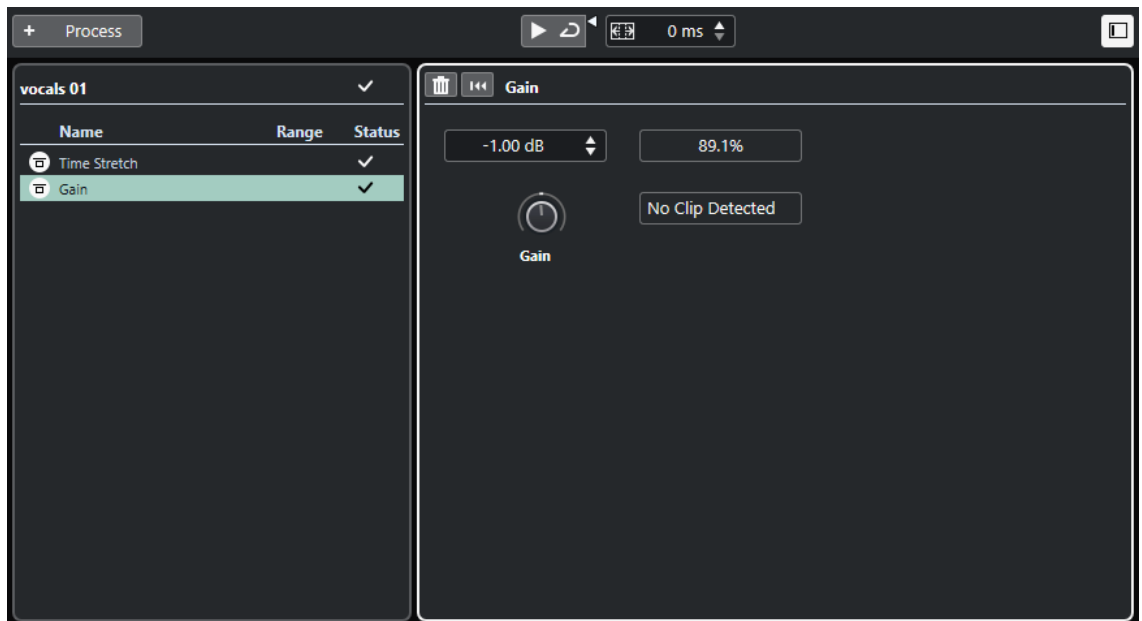 + Process
0 ms
vocals 01
Name Range Status
Time Stretch
Gain
Gain
-1.00 dB 89.1%
No Clip Detected
Gain